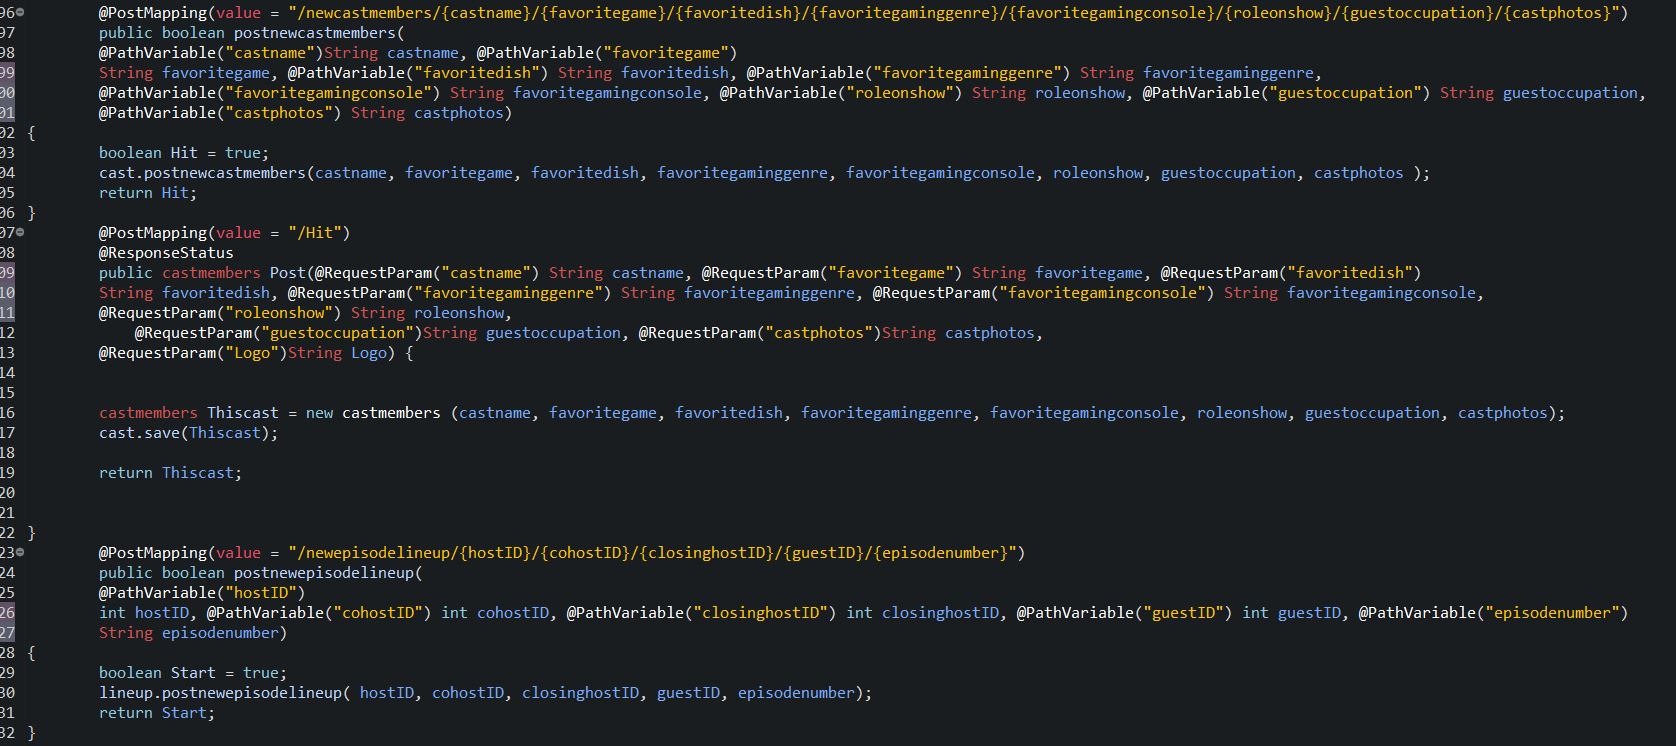 96 @PostMapping(value = "/newcastmembers/{castname}/{favoritegame}/{favoritedish}/{favoritegaminggenre}/{favoritegamingconsole}/{roleonshow}/{guestoccupation}/{castphotos}")
97 public boolean postnewcastmembers(
98 @PathVariable("castname")String castname, @PathVariable("favoritegame")
99 String favoritegame, @PathVariable("favoritedish") String favoritedish, @PathVariable("favoritegaminggenre") String favoritegaminggenre,
00 @PathVariable("favoritegamingconsole") String favoritegamingconsole, @PathVariable("roleonshow") String roleonshow, @PathVariable("guestoccupation") String guestoccupation,
01 @PathVariable("castphotos") String castphotos)
02 {
03 boolean Hit = true;
04 cast.postnewcastmembers(castname, favoritegame, favoritedish, favoritegaminggenre, favoritegamingconsole, roleonshow, guestoccupation, castphotos );
05 return Hit;
06 }
07 @PostMapping(value = "/Hit")
08 @ResponseStatus
09 public castmembers Post(@RequestParam("castname") String castname, @RequestParam("favoritegame") String favoritegame, @RequestParam("favoritedish")
10 String favoritedish, @RequestParam("favoritegaminggenre") String favoritegaminggenre, @RequestParam("favoritegamingconsole") String favoritegamingconsole,
11 @RequestParam("roleonshow") String roleonshow,
12 @RequestParam("guestoccupation")String guestoccupation, @RequestParam("castphotos")String castphotos,
13 @RequestParam("Logo")String Logo) {
14
15
16 castmembers Thiscast = new castmembers (castname, favoritegame, favoritedish, favoritegaminggenre, favoritegamingconsole, roleonshow, guestoccupation, castphotos);
17 cast.save(Thiscast);
18
19 return Thiscast;
20
21
22 }
23 @PostMapping(value = "/newepisodelineup/{hostID}/{cohostID}/{closinghostID}/{guestID}/{episodenumber}")
24 public boolean postnewepisodelineup(
25 @PathVariable("hostID")
26 int hostID, @PathVariable("cohostID") int cohostID, @PathVariable("closinghostID") int closinghostID, @PathVariable("guestID") int guestID, @PathVariable("episodenumber")
27 String episodenumber)
28 {
29 boolean Start = true;
30 lineup.postnewepisodelineup( hostID, cohostID, closinghostID, guestID, episodenumber);
31 return Start;
32 }